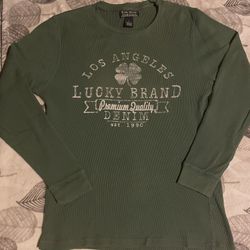 LOS ANGELES
LUCKY BRAND
Premium Quality
DENIM
EST. 1990